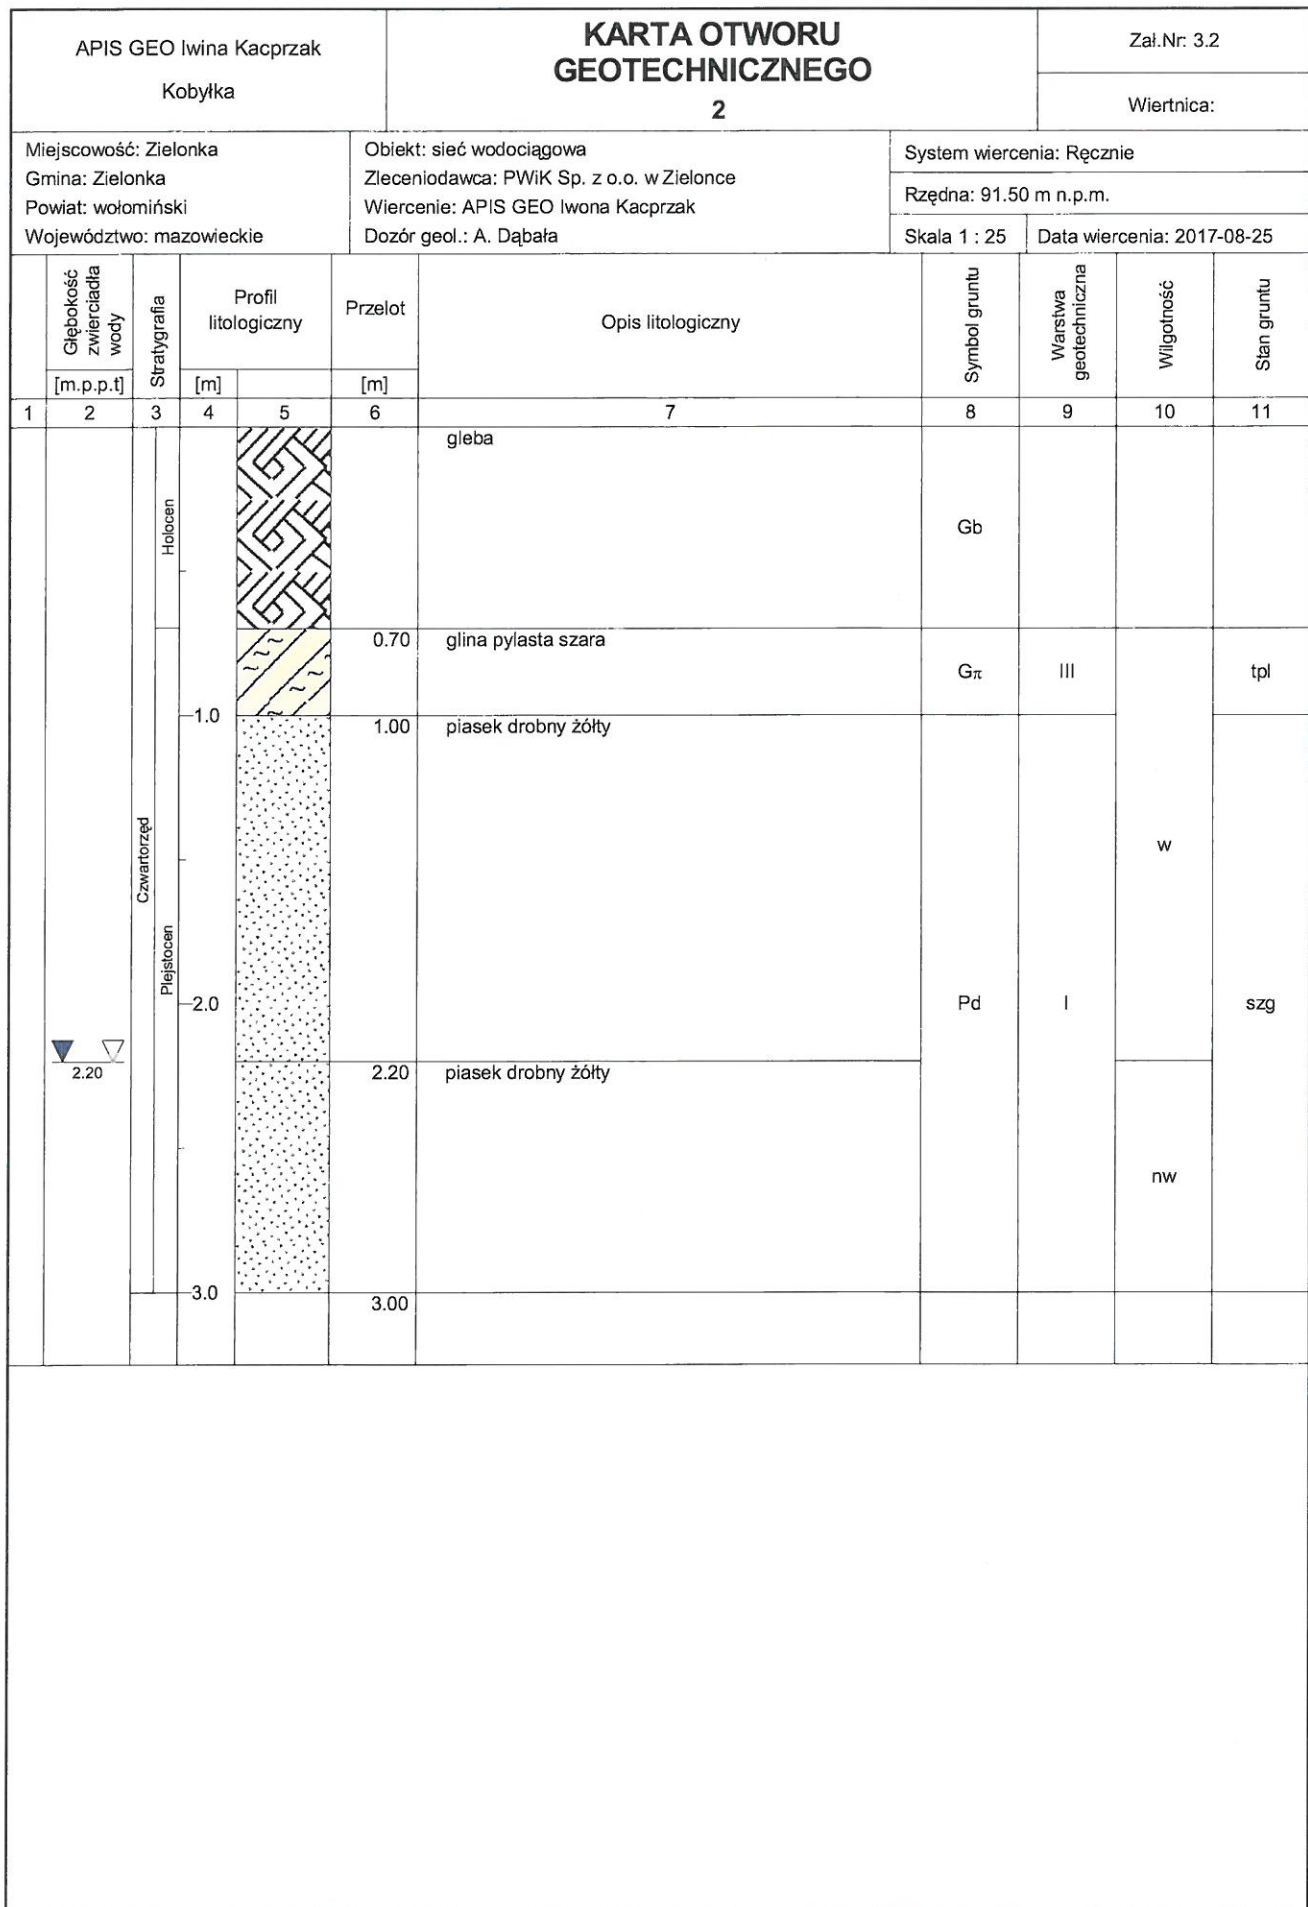 APIS GEO Iwina Kacprzak
Kobyłka
KARTA OTWORU
GEOTECHNICZNEGO
2
Zał.Nr: 3.2
Wiertnica:
Miejscowość: Zielonka
Gmina: Zielonka
Powiat: wołomiński
Województwo: mazowieckie
Obiekt: sieć wodociągowa
Zleceniodawca: PWiK Sp. z o.o. w Zielonce
Wiercenie: APIS GEO Iwona Kacprzak
Dozór geol.: A. Dąbała
System wiercenia: Ręcznie
Rzędna: 91.50 m n.p.m.
Skala 1 : 25
Data wiercenia: 2017-08-25
Głębokość
zwierciadła
wody
[m.p.p.t]
Stratygrafia
Profil
litologiczny
[m]
Przelot
[m]
Opis litologiczny
Symbol gruntu
Warstwa
geotechniczna
Wilgotność
Stan gruntu
1 2 3 4 5 6 7 8 9 10 11
Czwartorzęd
Holocen
gleba
Gb
0.70 glina pylasta szara
Gπ III tpl
1.0
1.00 piasek drobny żółty
w
Plejstocen
2.0
Pd I szg
2.20
2.20 piasek drobny żółty
nw
3.0
3.00